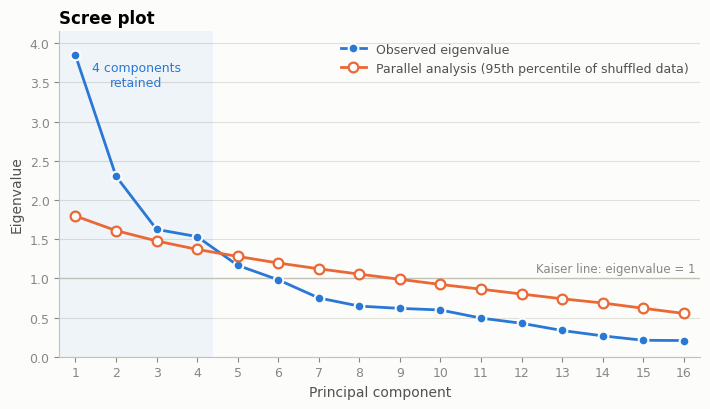 Scree plot
Observed eigenvalue
Parallel analysis (95th percentile of shuffled data)
4 components
retained
Kaiser line: eigenvalue = 1
Eigenvalue
4.0
3.5
3.0
2.5
2.0
1.5
1.0
0.5
0.0
1 2 3 4 5 6 7 8 9 10 11 12 13 14 15 16
Principal component